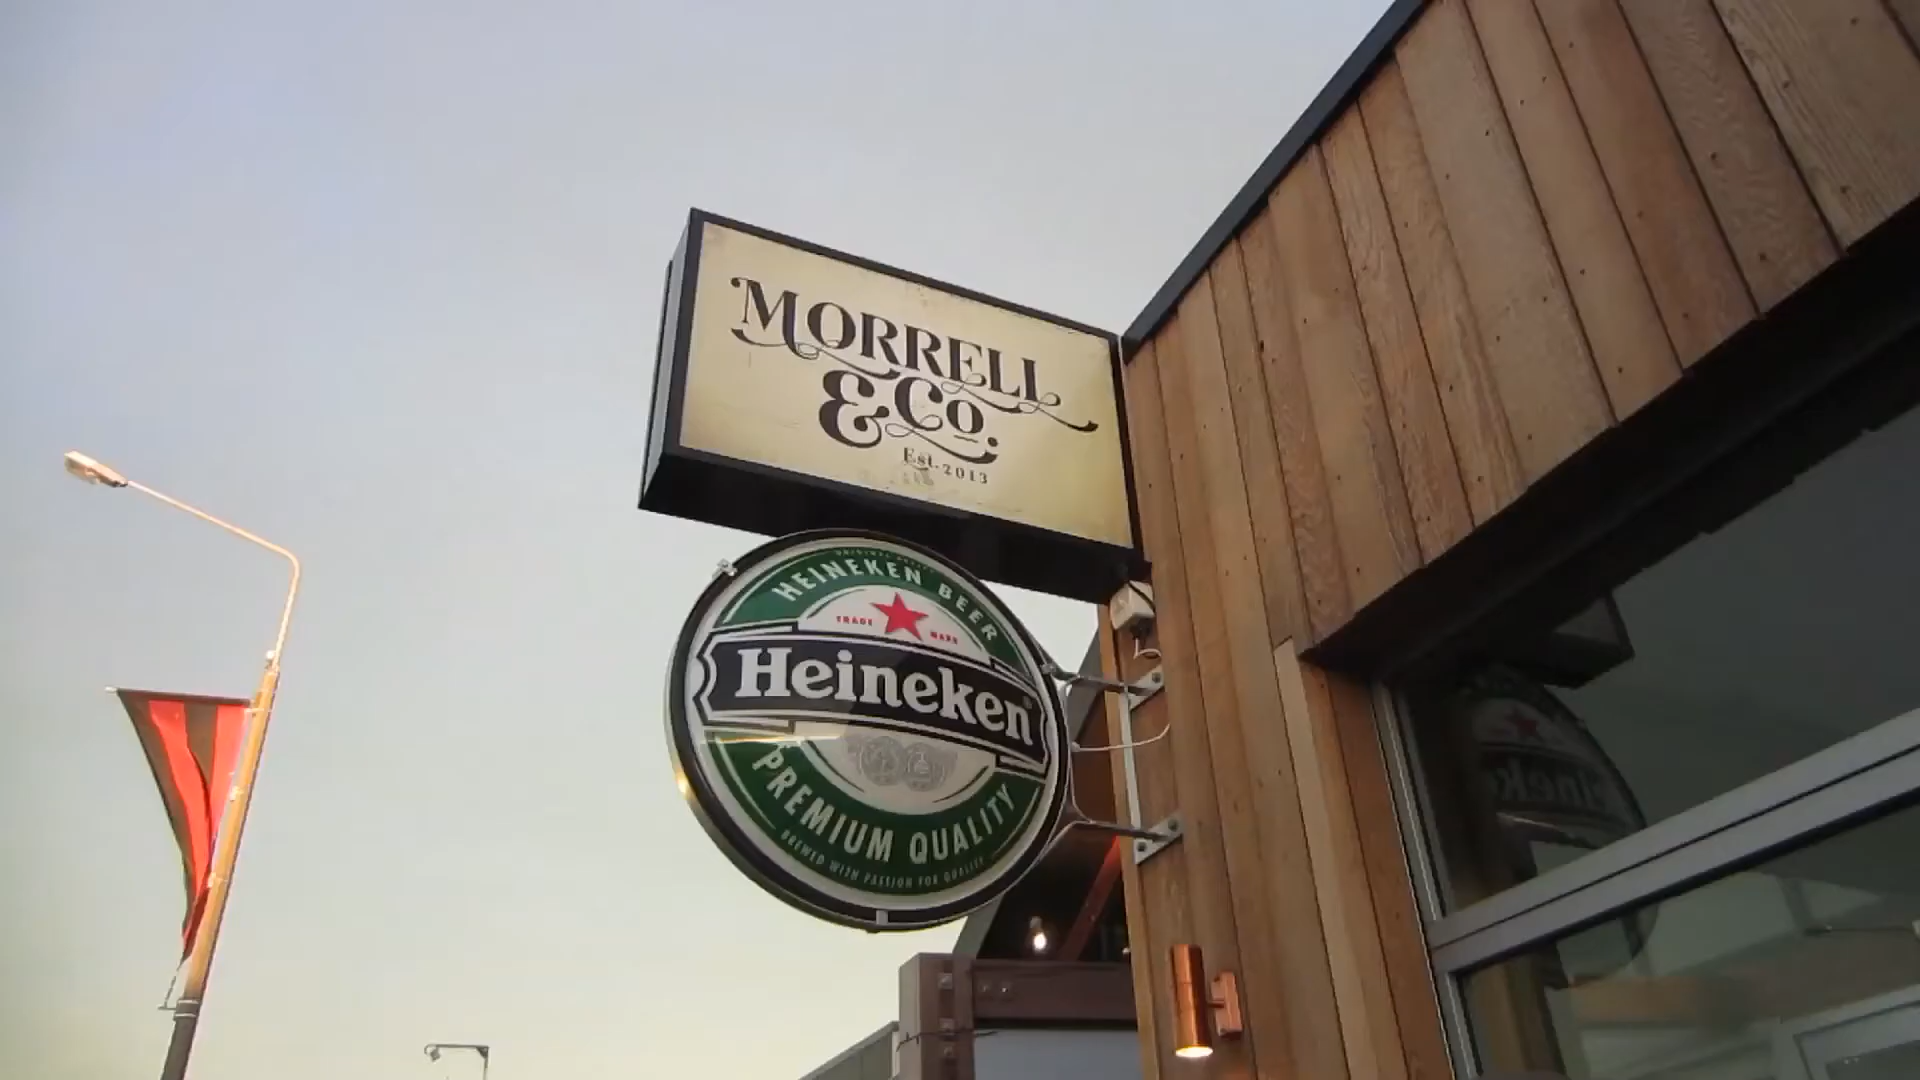 MORRELL
& Co.
Est. 2013
HEINEKEN BEER
TRADE MARK
Heineken
PREMIUM QUALITY
BREWED WITH PASSION FOR QUALITY